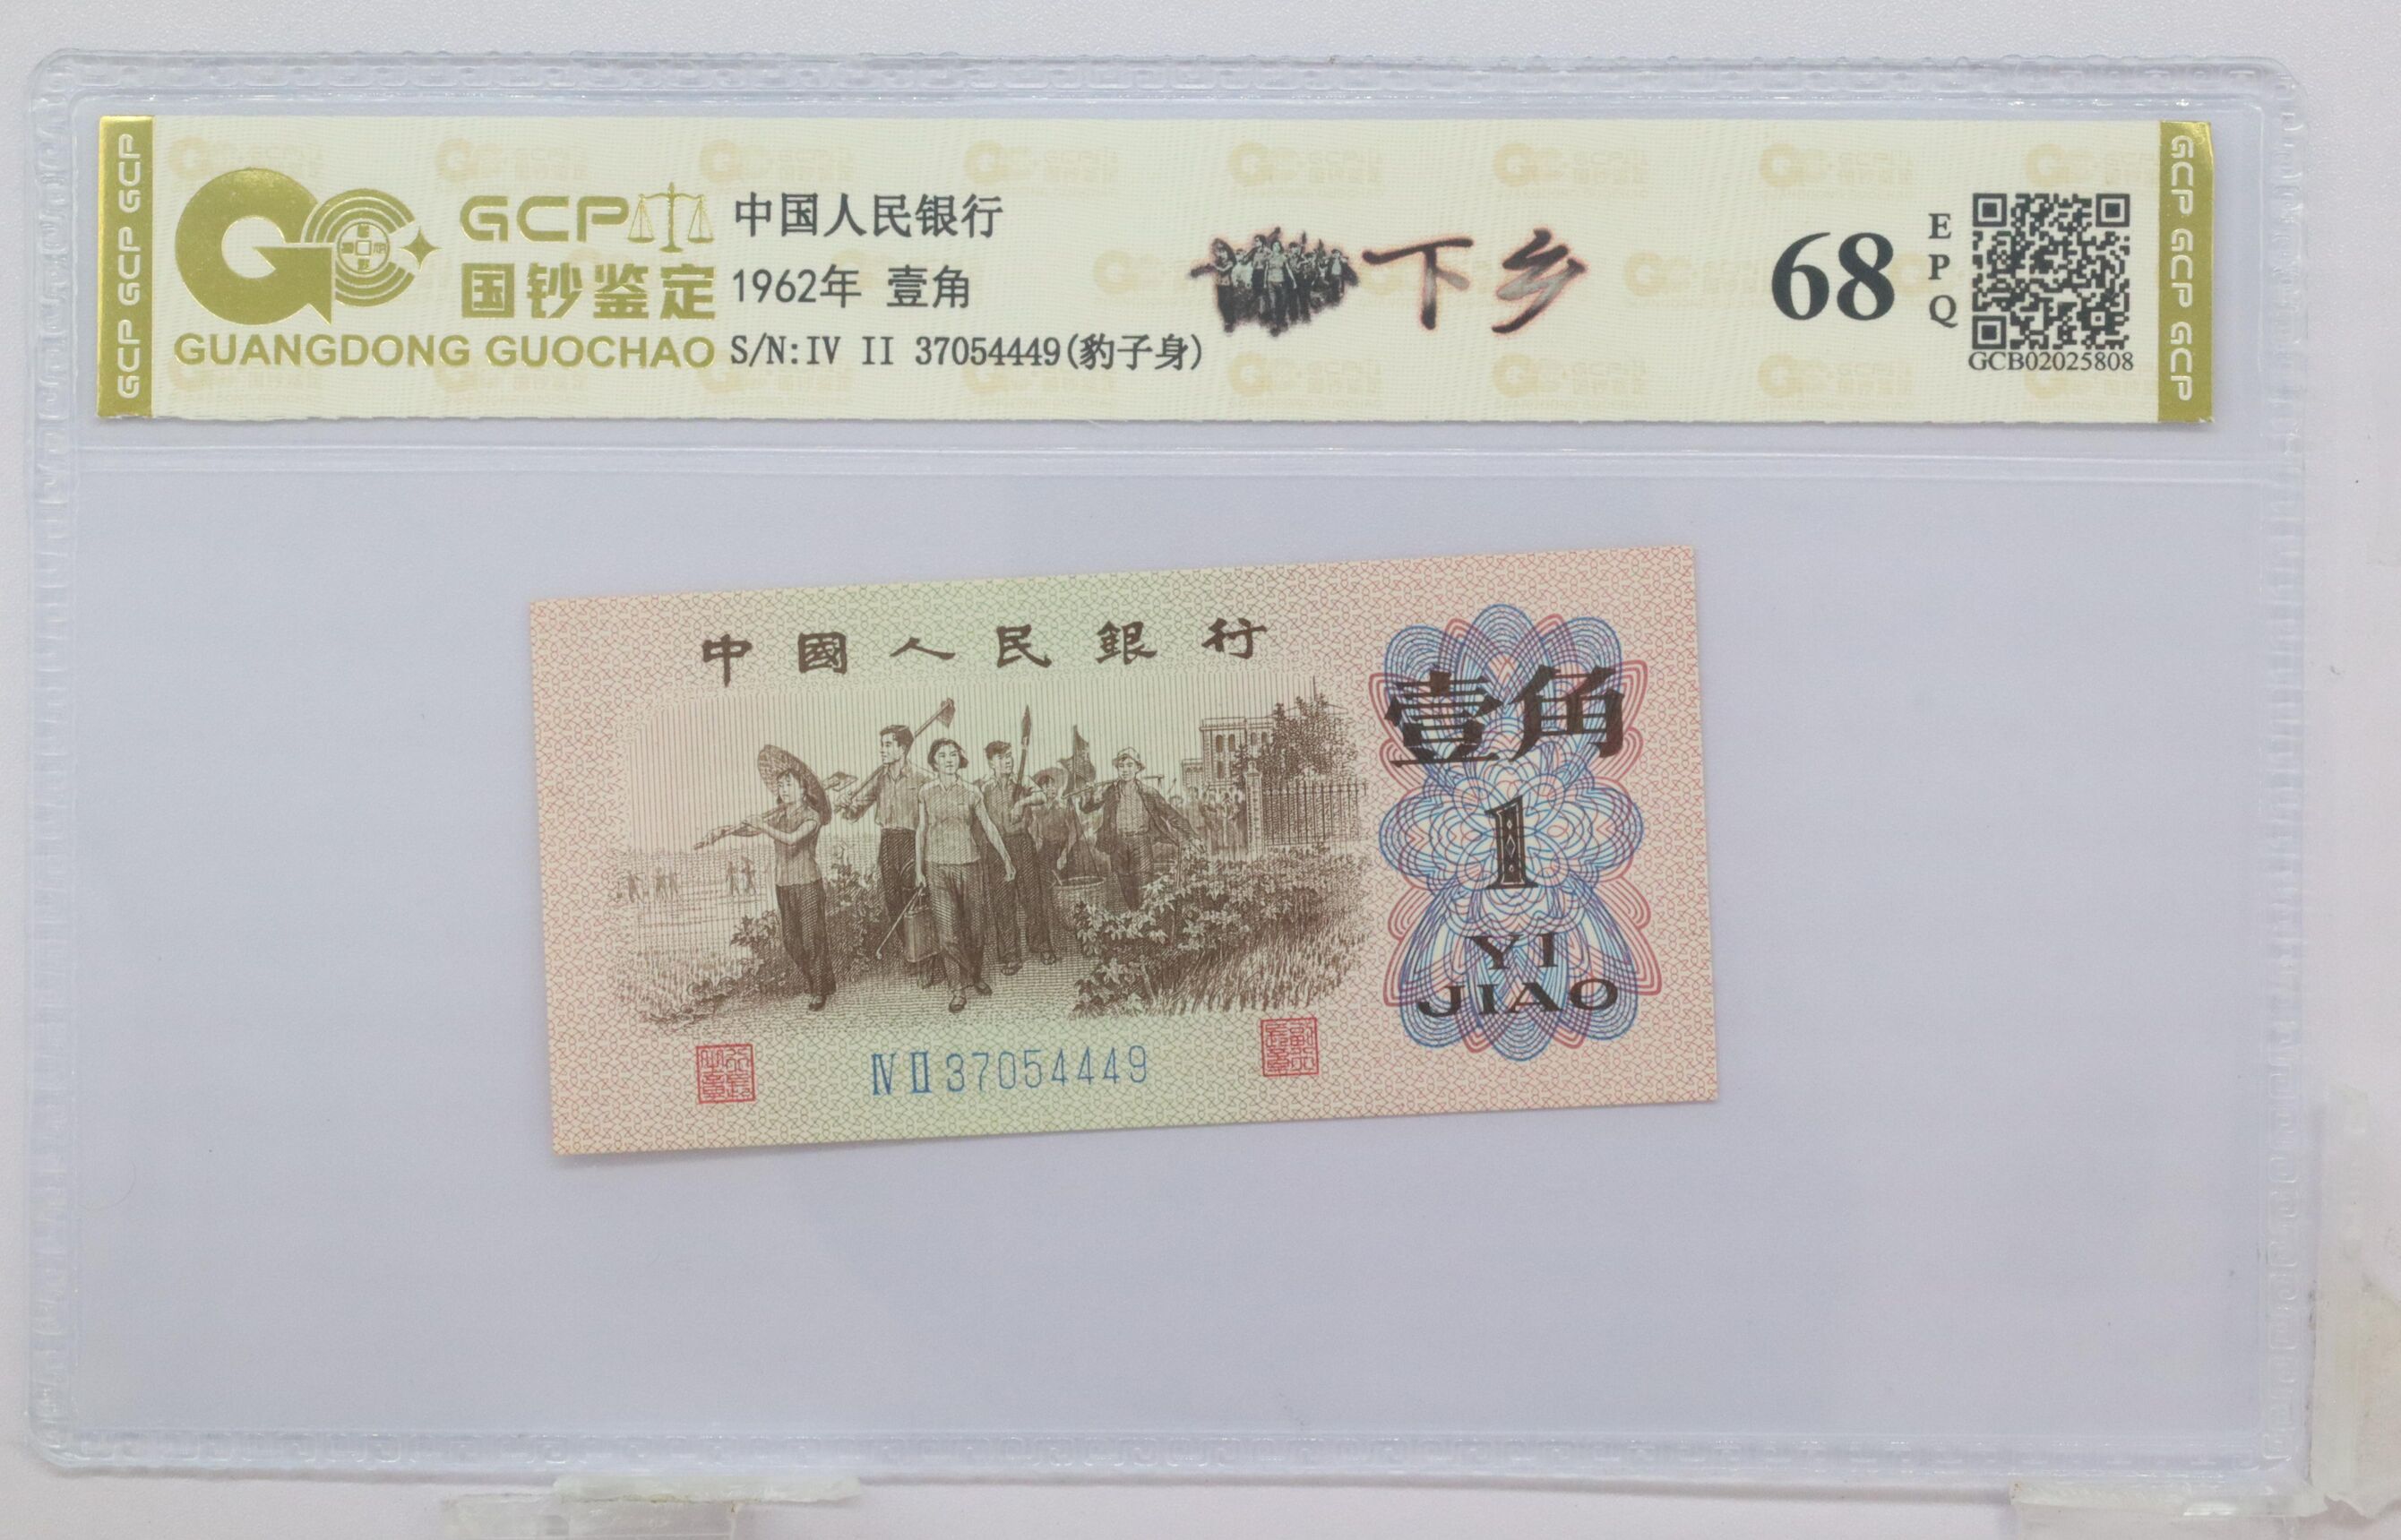 GCP GCP GCP
GCP
国钞鉴定
GUANGDONG GUOCHAO
中国人民银行
1962年 壹角
S/N:IV II 37054449(豹子身)
下乡
68
EPQ
GCB02025808
GCP GCP GCP
中國人民銀行
壹角
1
YI
JIAO
IV II 37054449